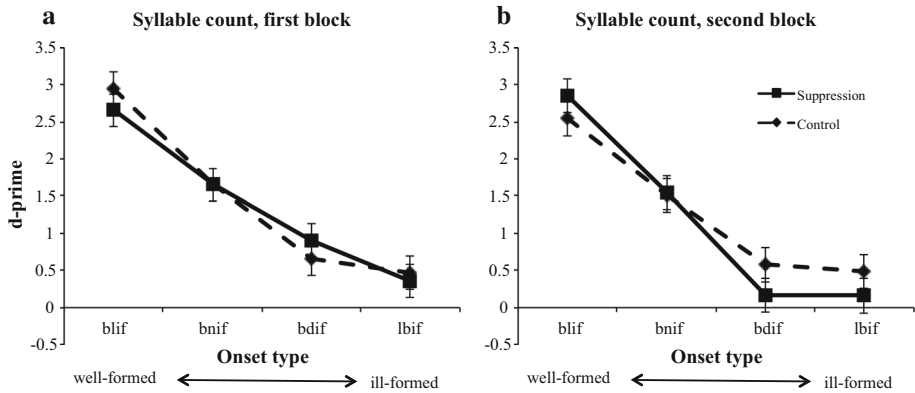 a
Syllable count, first block
3.5
3
2.5
2
1.5
1
0.5
0
-0.5
d-prime
blif bnif bdif lbif
Onset type
well-formed ill-formed
b
Syllable count, second block
3.5
3
2.5
2
1.5
1
0.5
0
-0.5
Suppression
Control
blif bnif bdif lbif
Onset type
well-formed ill-formed